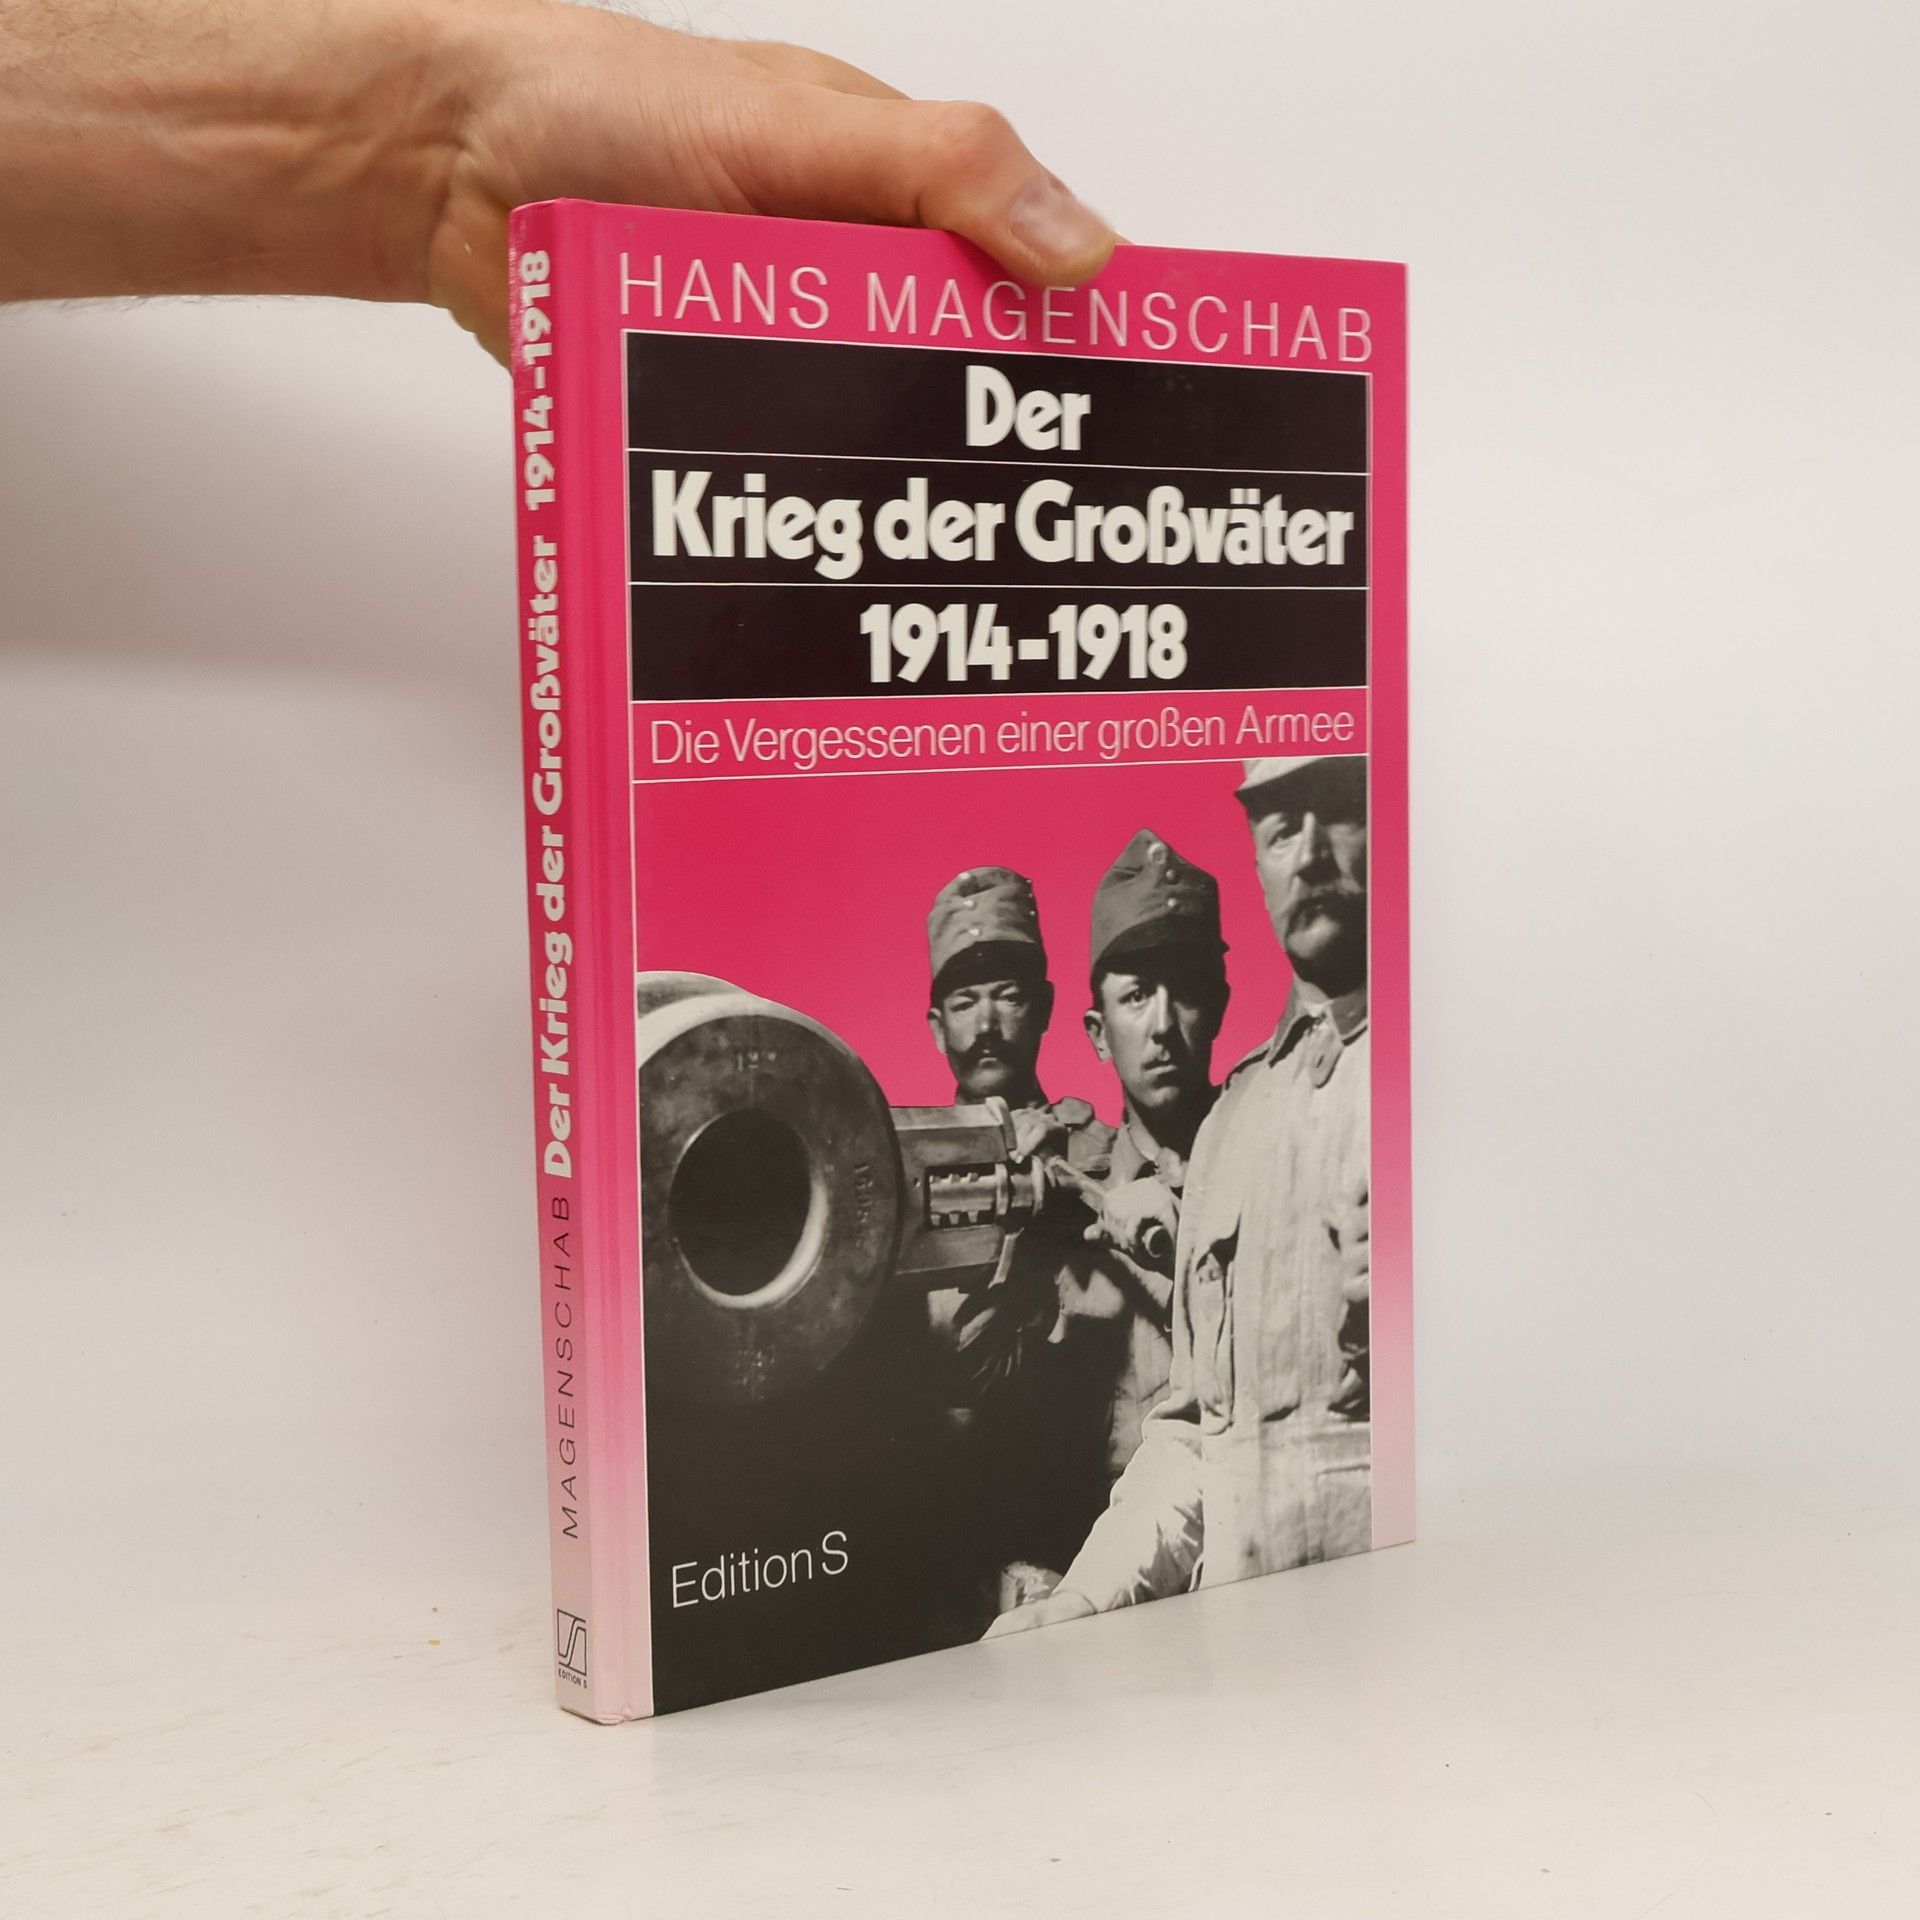 HANS MAGENSCHAB
Der
Krieg der Großväter
1914-1918
Die Vergessenen einer großen Armee
Edition S
MAGENSCHAB Der Krieg der Großväter 1914-1918
EDITION S